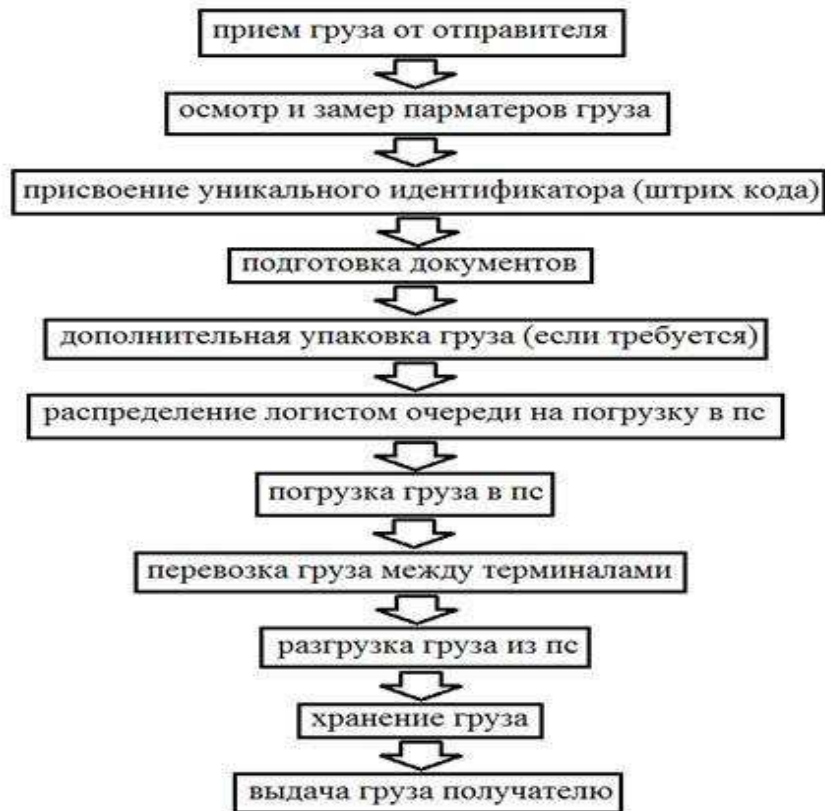 прием груза от отправителя
осмотр и замер парматеров груза
присвоение уникального идентификатора (штрих кода)
подготовка документов
дополнительная упаковка груза (если требуется)
распределение логистом очереди на погрузку в пс
погрузка груза в пс
перевозка груза между терминалами
разгрузка груза из пс
хранение груза
выдача груза получателю